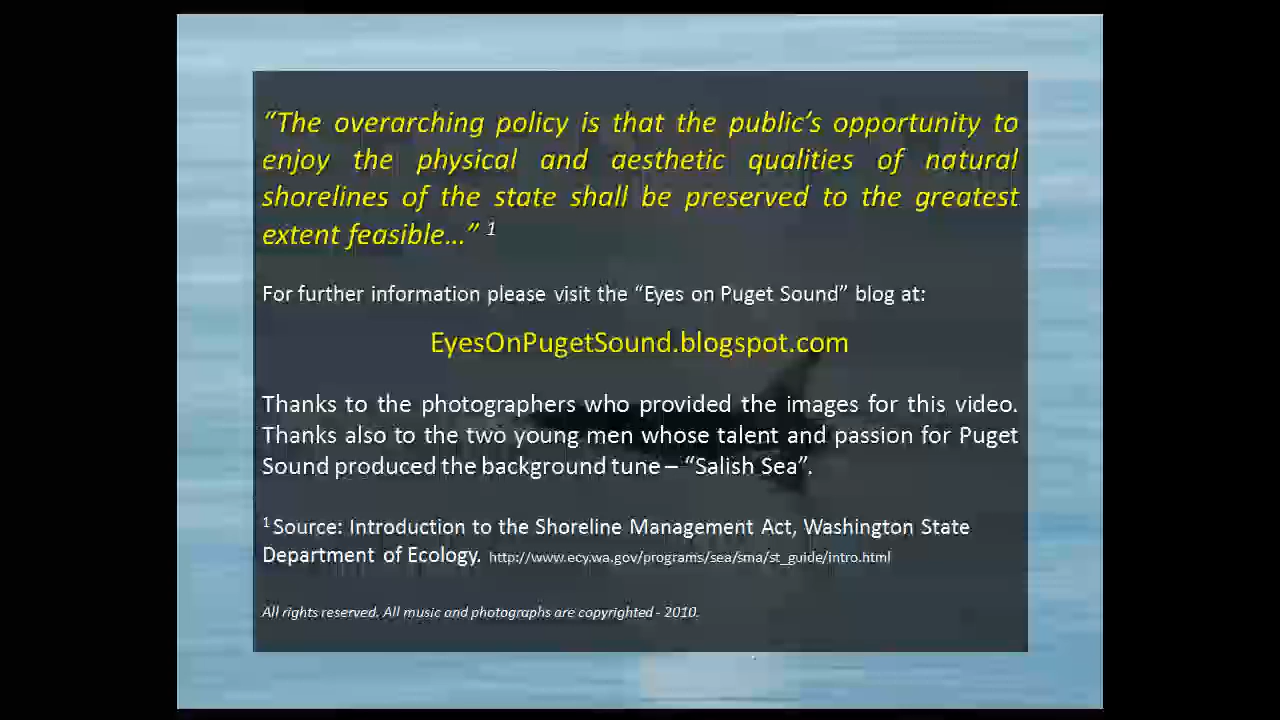 “The overarching policy is that the public’s opportunity to
enjoy the physical and aesthetic qualities of natural
shorelines of the state shall be preserved to the greatest
extent feasible…” 1
For further information please visit the “Eyes on Puget Sound” blog at:
EyesOnPugetSound.blogspot.com
Thanks to the photographers who provided the images for this video.
Thanks also to the two young men whose talent and passion for Puget
Sound produced the background tune – “Salish Sea”.
1 Source: Introduction to the Shoreline Management Act, Washington State
Department of Ecology. http://www.ecy.wa.gov/programs/sea/sma/st_guide/intro.html
All rights reserved. All music and photographs are copyrighted - 2010.